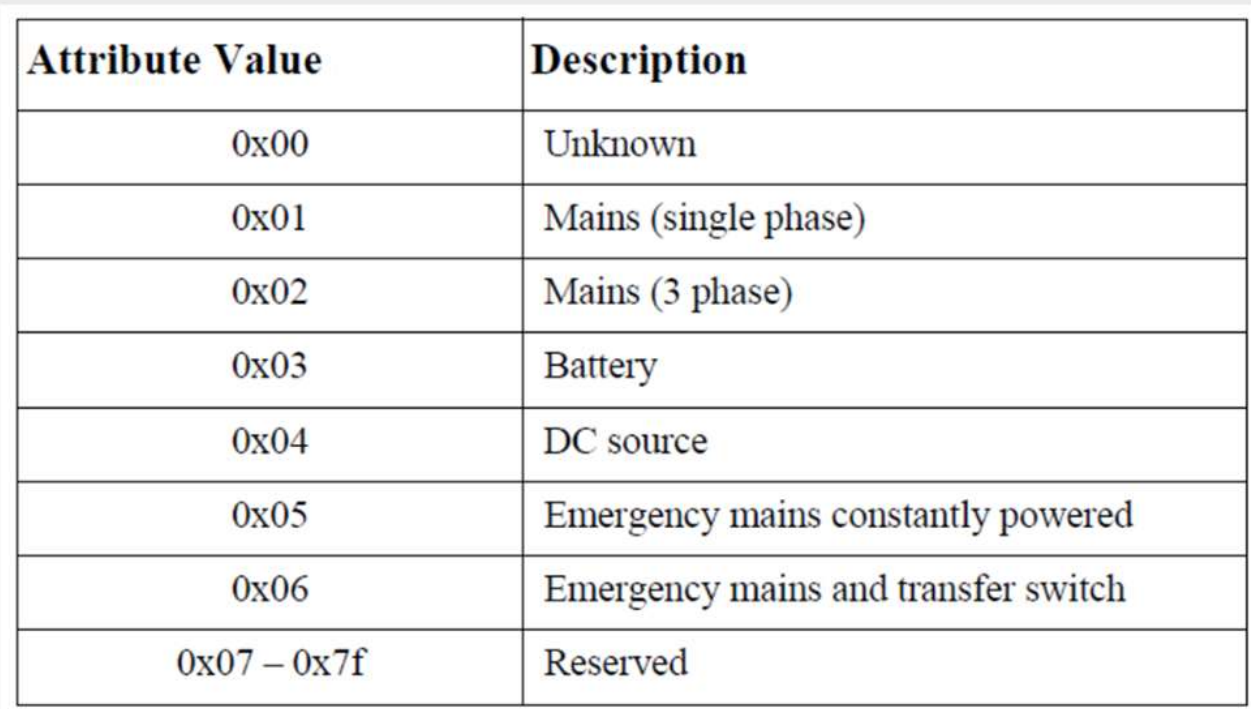 Attribute Value Description
0x00 Unknown
0x01 Mains (single phase)
0x02 Mains (3 phase)
0x03 Battery
0x04 DC source
0x05 Emergency mains constantly powered
0x06 Emergency mains and transfer switch
0x07 – 0x7f Reserved